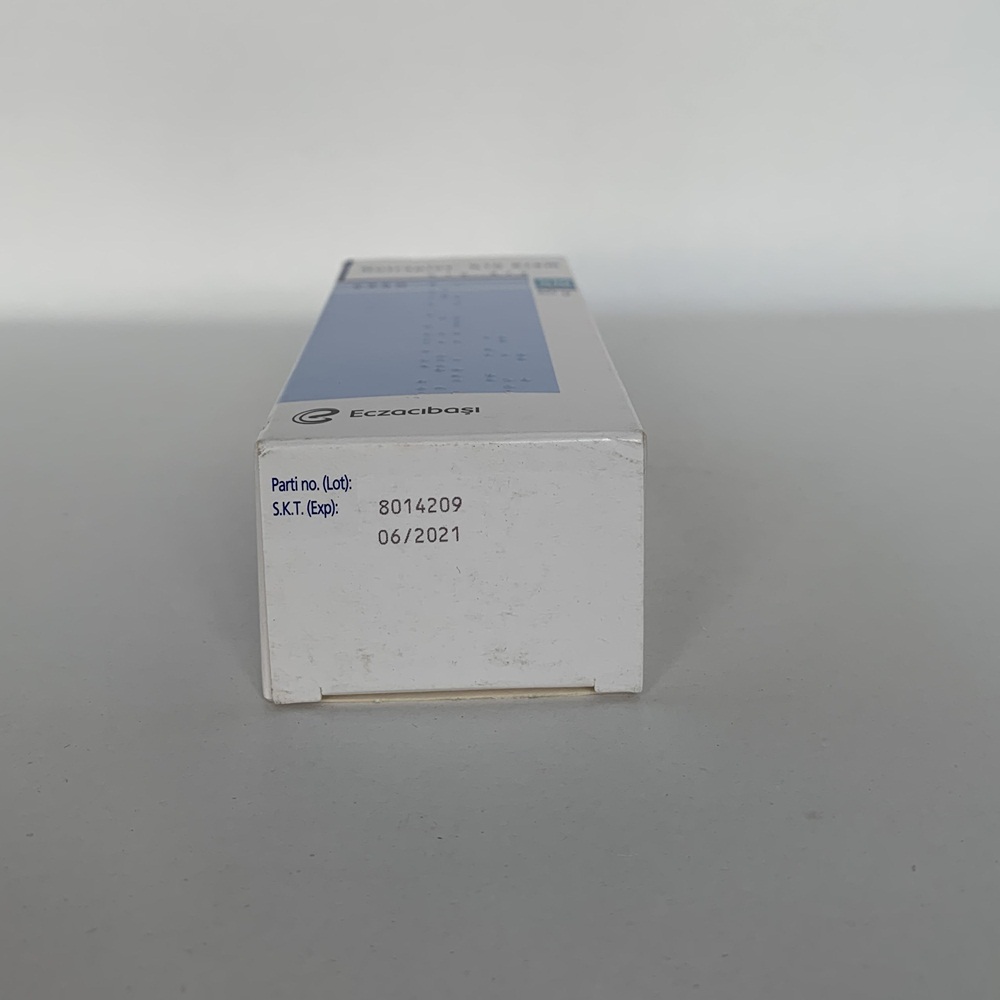 Eczacıbaşı
Parti no. (Lot):
S.K.T. (Exp):
8014209
06/2021